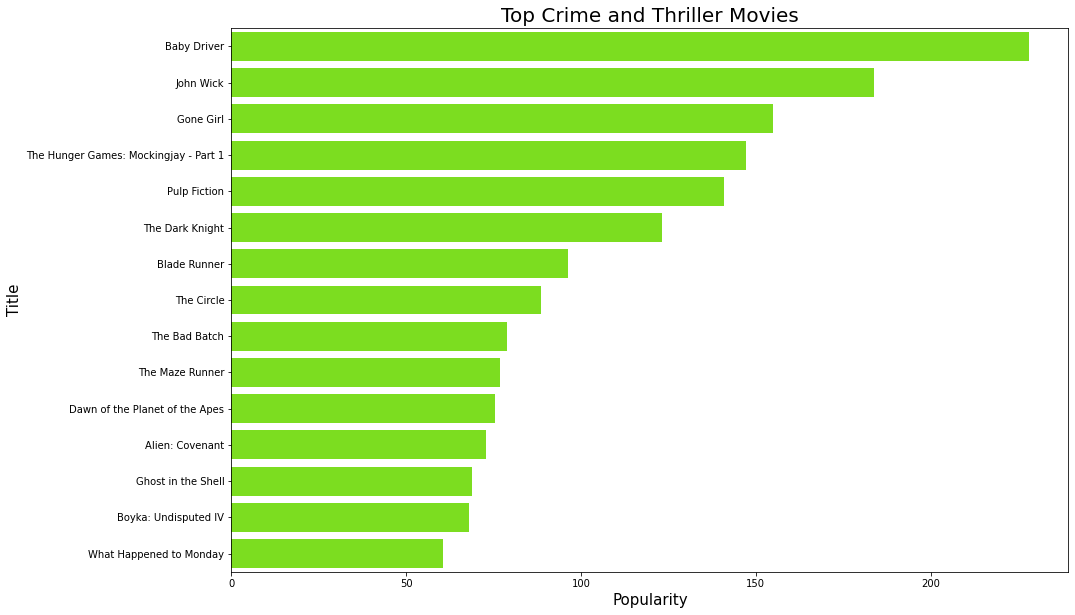 Top Crime and Thriller Movies
Baby Driver
John Wick
Gone Girl
The Hunger Games: Mockingjay - Part 1
Pulp Fiction
The Dark Knight
Blade Runner
The Circle
The Bad Batch
The Maze Runner
Dawn of the Planet of the Apes
Alien: Covenant
Ghost in the Shell
Boyka: Undisputed IV
What Happened to Monday
Title
0 50 100 150 200
Popularity